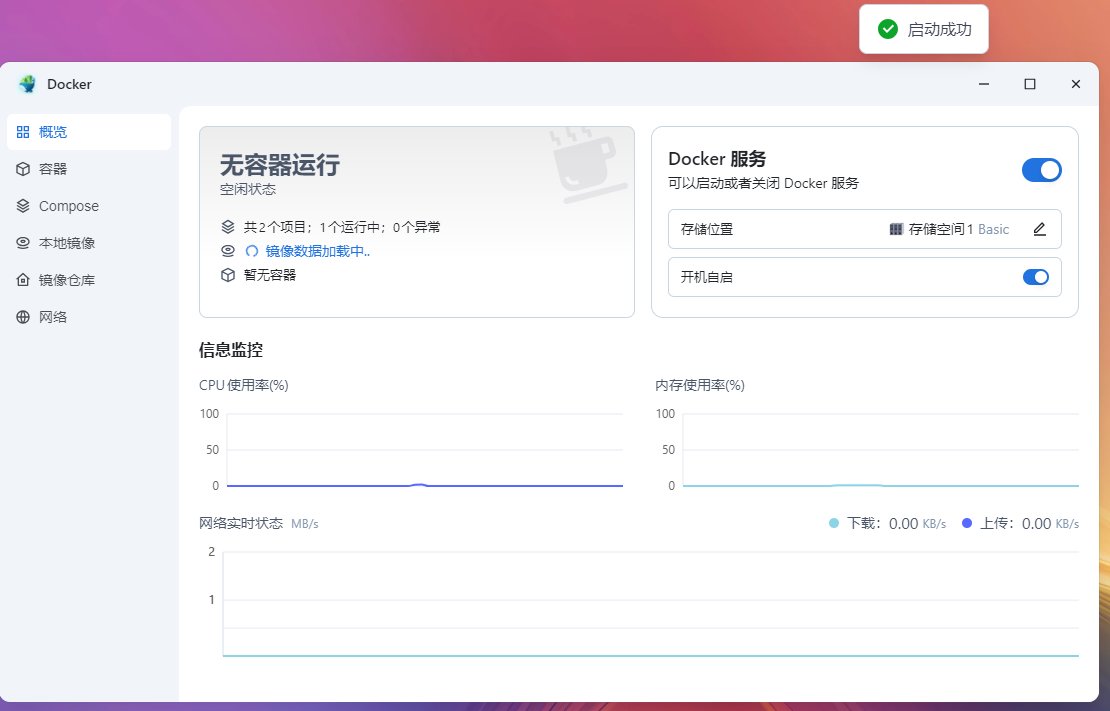 启动成功
Docker
概览
容器
Compose
本地镜像
镜像仓库
网络
无容器运行
空闲状态
共2个项目；1个运行中；0个异常
镜像数据加载中..
暂无容器
Docker 服务
可以启动或者关闭 Docker 服务
存储位置 存储空间1 Basic
开机自启
信息监控
CPU使用率(%)
100
50
0
内存使用率(%)
100
50
0
网络实时状态 MB/s
下载： 0.00 KB/s 上传： 0.00 KB/s
2
1